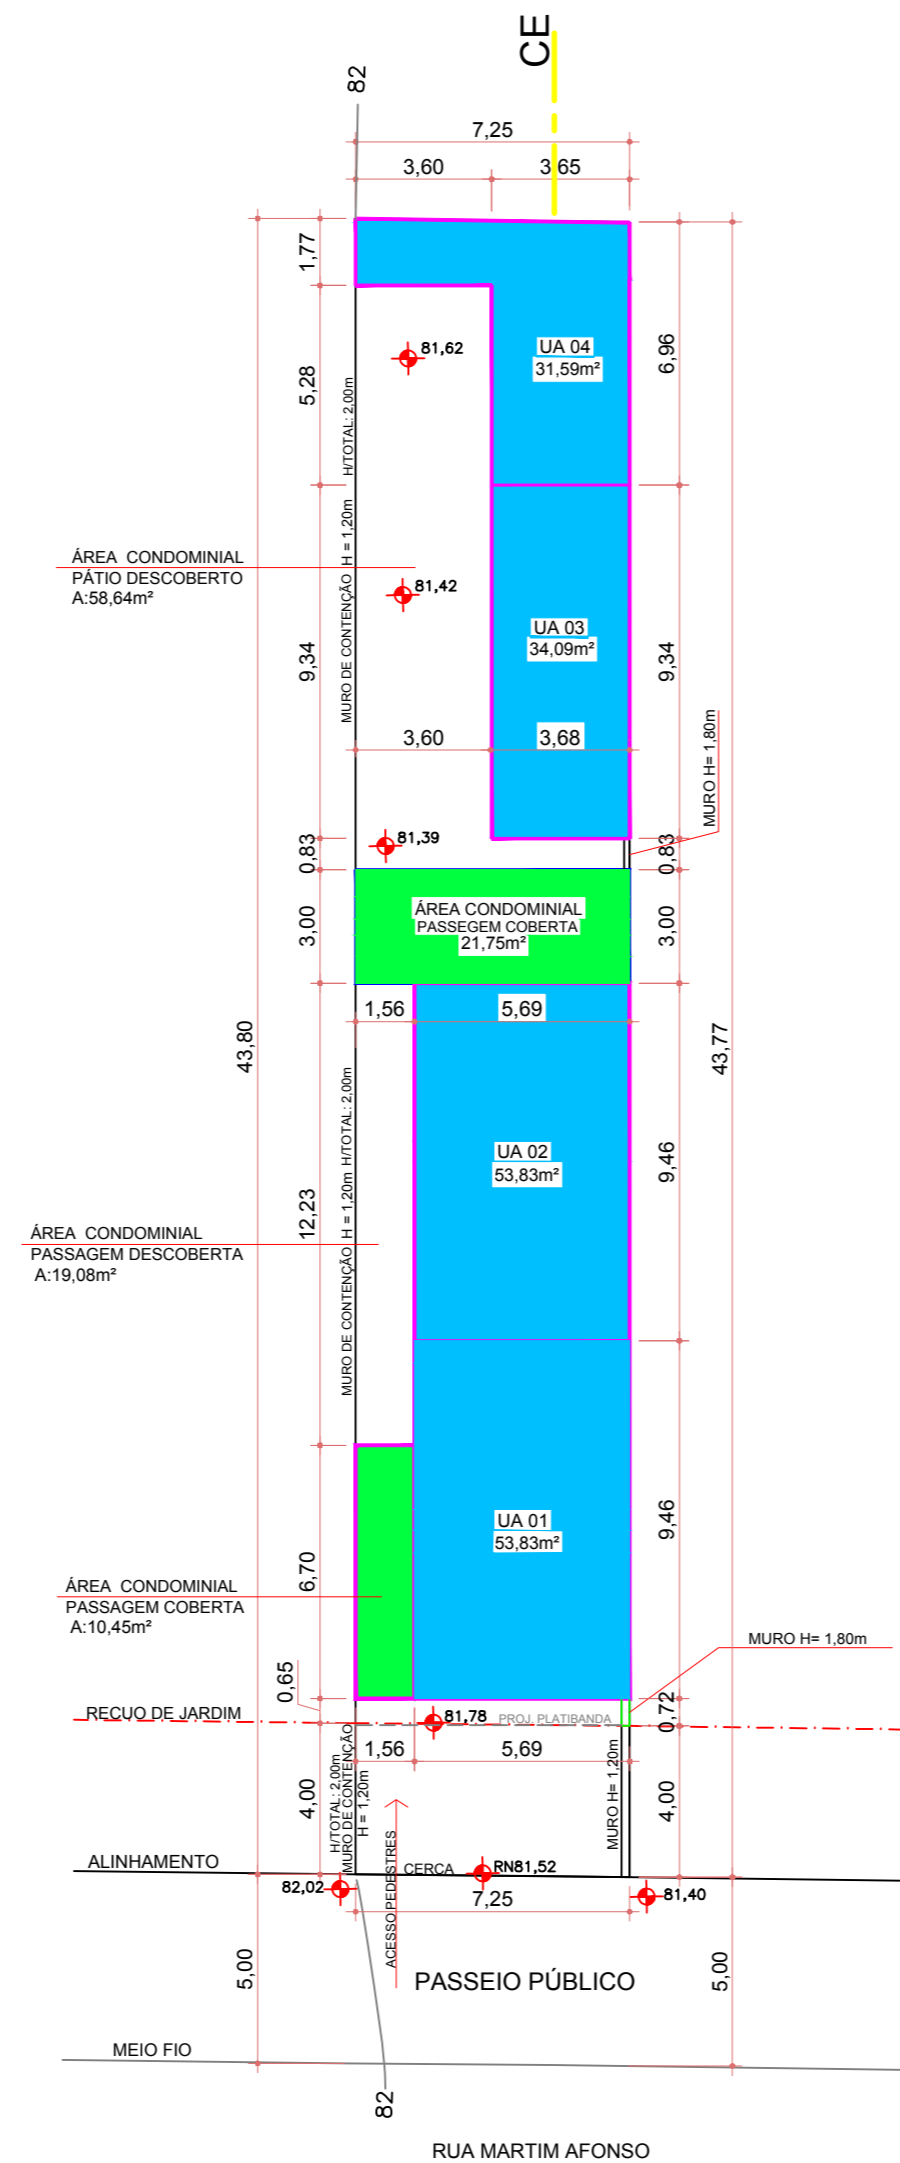 CE
82
7,25
3,60
3,65
1,77
81,62
UA 04
31,59m²
6,96
5,28
H/TOTAL: 2,00m
MURO DE CONTENÇÃO H = 1,20m
ÁREA CONDOMINIAL
PÁTIO DESCOBERTO
A:58,64m²
81,42
UA 03
34,09m²
9,34
9,34
3,60
3,68
MURO H= 1,80m
81,39
0,83
0,83
ÁREA CONDOMINIAL
PASSEGEM COBERTA
21,75m²
3,00
3,00
1,56
5,69
43,80
43,77
MURO DE CONTENÇÃO H = 1,20m H/TOTAL: 2,00m
UA 02
53,83m²
9,46
12,23
ÁREA CONDOMINIAL
PASSAGEM DESCOBERTA
A:19,08m²
UA 01
53,83m²
9,46
6,70
ÁREA CONDOMINIAL
PASSAGEM COBERTA
A:10,45m²
MURO H= 1,80m
0,65
0,72
RECUO DE JARDIM
81,78
PROJ. PLATIBANDA
1,56
5,69
4,00
H/TOTAL: 2,00m
MURO DE CONTENÇÃO
H = 1,20m
MURO H= 1,20m
4,00
ALINHAMENTO
CERCA
RN81,52
82,02
81,40
7,25
ACESSO PEDESTRES
5,00
5,00
PASSEIO PÚBLICO
MEIO FIO
82
RUA MARTIM AFONSO